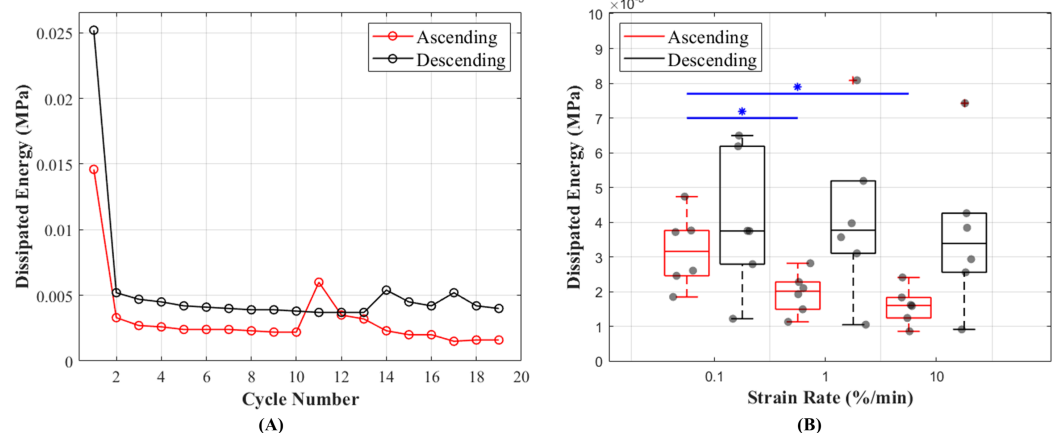 Ascending
Descending
Dissipated Energy (MPa)
0.025
0.02
0.015
0.01
0.005
0
2 4 6 8 10 12 14 16 18 20
Cycle Number
(A)
Ascending
Descending
Dissipated Energy (MPa)
10
9
8
7
6
5
4
3
2
1
0
0.1 1 10
Strain Rate (%/min)
(B)